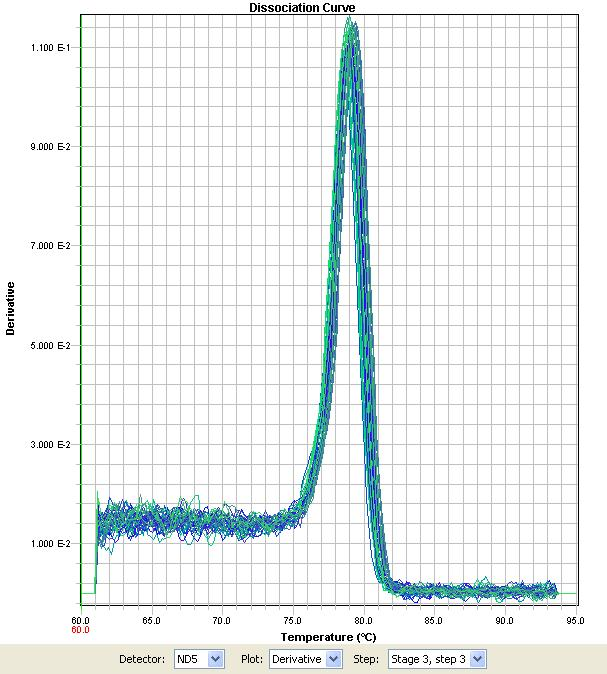 Dissociation Curve
1.100 E-1
9.000 E-2
7.000 E-2
5.000 E-2
3.000 E-2
1.000 E-2
Derivative
60.0 65.0 70.0 75.0 80.0 85.0 90.0 95.0
60.0
Temperature (°C)
Detector: ND5 Plot: Derivative Step: Stage 3, step 3